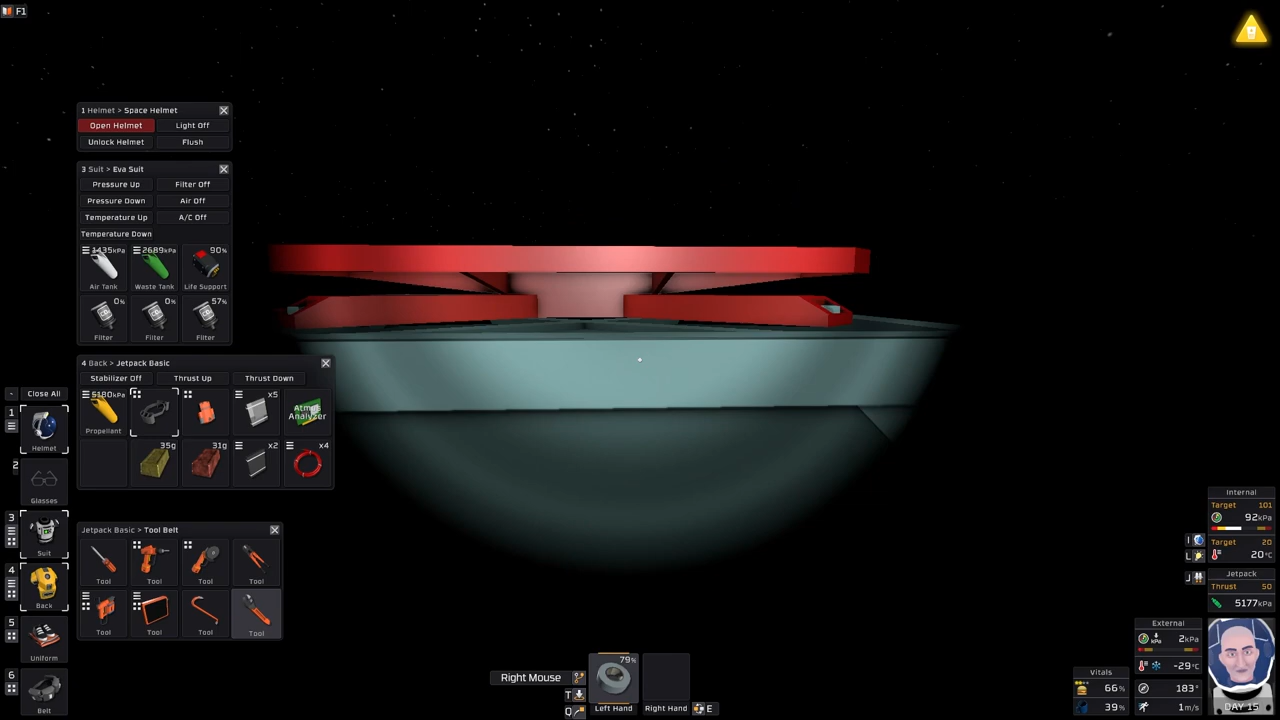 F1
1 Helmet > Space Helmet
Open Helmet Light Off
Unlock Helmet Flush
3 Suit > Eva Suit
Pressure Up Filter Off
Pressure Down Air Off
Temperature Up A/C Off
Temperature Down
1435kPa 2689kPa 90%
Air Tank Waste Tank Life Support
0% 0% 57%
Filter Filter Filter
4 Back > Jetpack Basic
Stabilizer Off Thrust Up Thrust Down
5180kPa x5
Atmos Analyzer
Propellant
35g 31g x2 x4
Jetpack Basic > Tool Belt
Tool Tool Tool Tool
Tool Tool Tool Tool
- Close All
1 Helmet
2 Glasses
3 Suit
4 Back
5 Uniform
6 Belt
Right Mouse
79%
T
Q
Left Hand Right Hand E
Internal
Target 101
I 92kPa
Target 20
L 20°C
Jetpack
J Thrust 50
5177kPa
External
kPa 2kPa
-29°C
183°
1m/s
Vitals
66%
39%
DAY 15